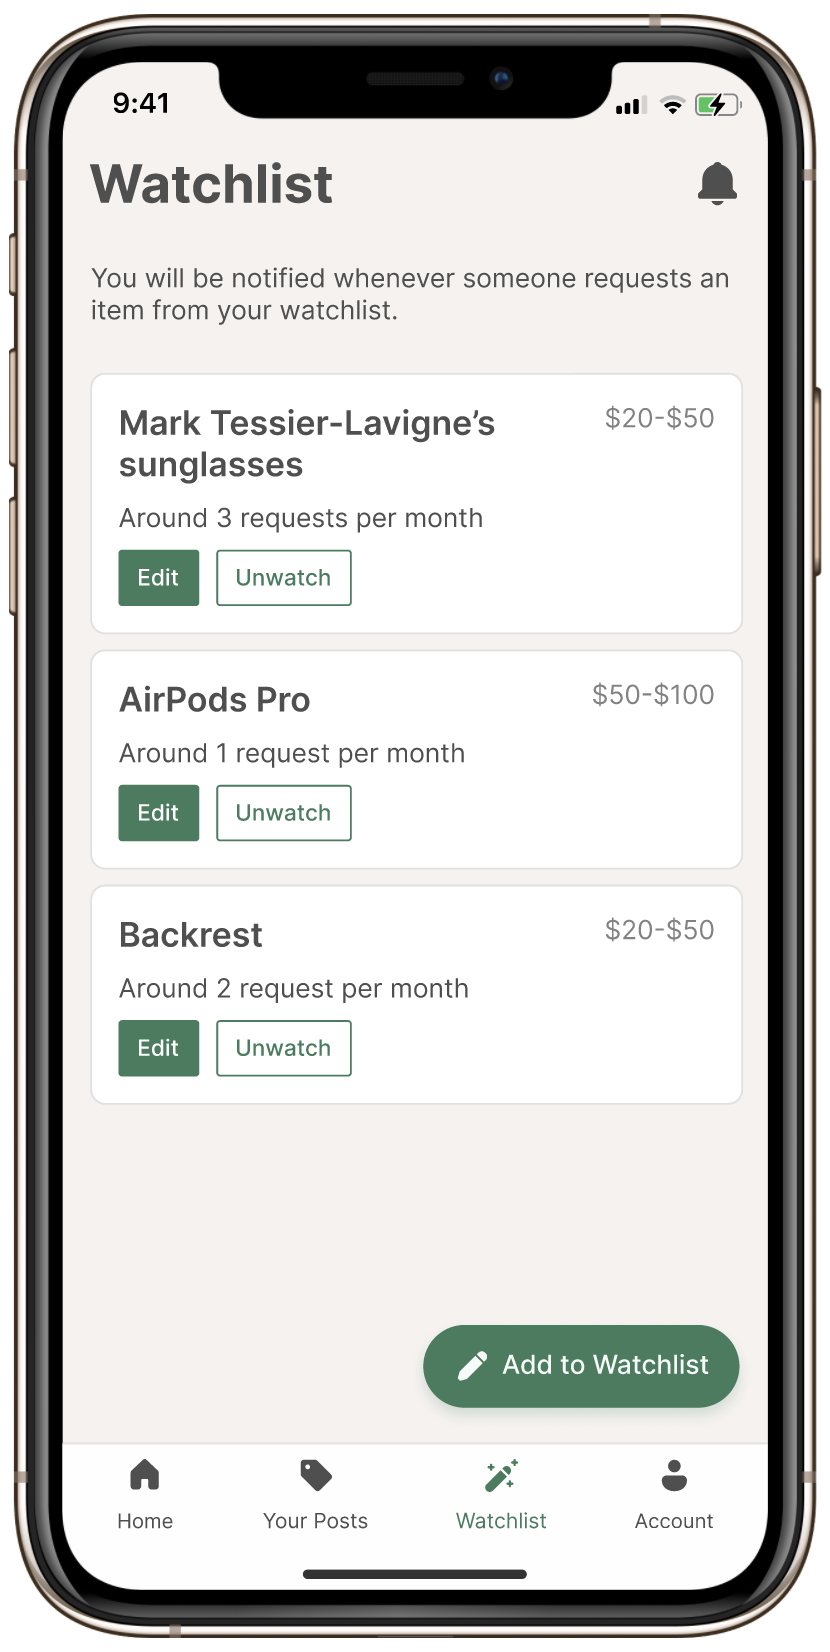 9:41
Watchlist
You will be notified whenever someone requests an
item from your watchlist.
Mark Tessier-Lavigne’s
sunglasses
$20-$50
Around 3 requests per month
Edit
Unwatch
AirPods Pro
$50-$100
Around 1 request per month
Edit
Unwatch
Backrest
$20-$50
Around 2 request per month
Edit
Unwatch
Add to Watchlist
Home
Your Posts
Watchlist
Account